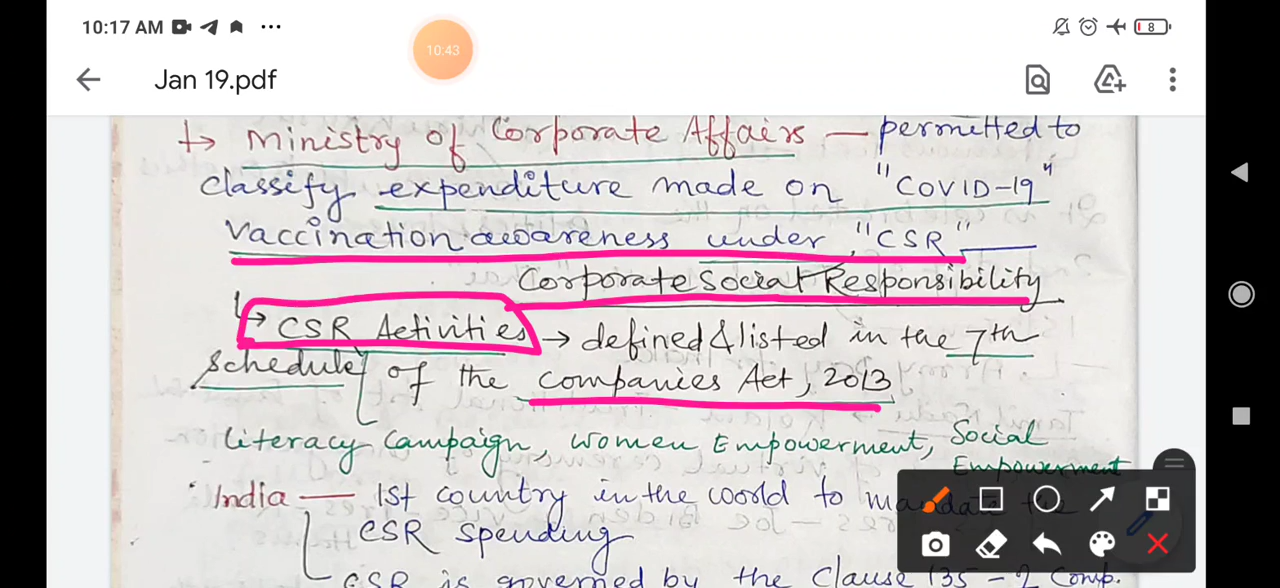 10:17 AM
10:43
8
Jan 19.pdf
↳ Ministry of Corporate Affairs — permitted to
classify expenditure made on "COVID-19"
vaccination awareness under "CSR"
Corporate Social Responsibility
↳ CSR Activities → defined & listed in the 7th
schedule of the Companies Act, 2013
Literacy Campaign, Women Empowerment, Social
Empowerment
India — 1st country in the world to mandate the
CSR spending
CSR is governed by the Clause 135 -